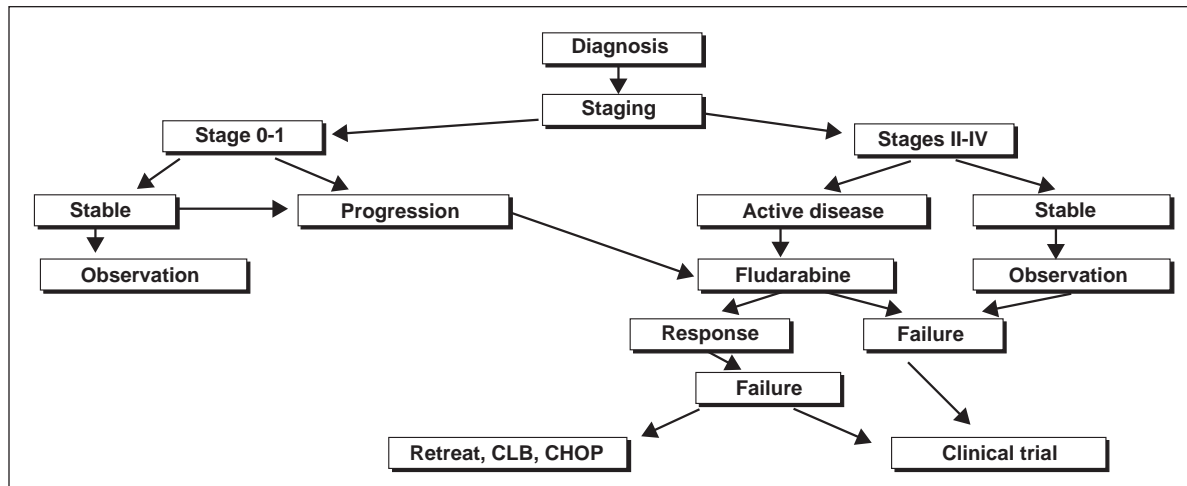 Diagnosis
Staging
Stage 0-1
Stages II-IV
Stable
Progression
Active disease
Stable
Observation
Fludarabine
Observation
Response
Failure
Failure
Retreat, CLB, CHOP
Clinical trial